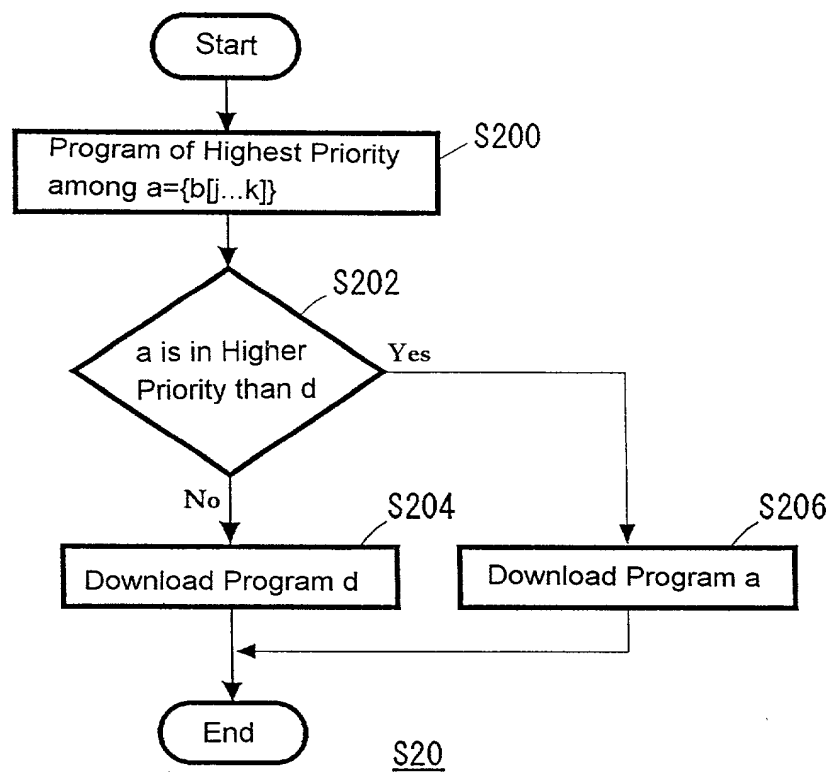 Start
S200
Program of Highest Priority
among a={b[j...k]}
S202
a is in Higher
Priority than d
Yes
No
S204
S206
Download Program d
Download Program a
End
S20